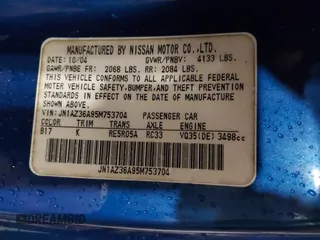 MANUFACTURED BY NISSAN MOTOR CO.,LTD.
DATE: 10/04 GVWR/PNBV: 4133 LBS.
GAWR/PNBE FR: 2068 LBS. RR: 2084 LBS.
THIS VEHICLE CONFORMS TO ALL APPLICABLE FEDERAL
MOTOR VEHICLE SAFETY, BUMPER, AND THEFT
PREVENTION STANDARDS IN EFFECT ON THE DATE OF
MANUFACTURE SHOWN ABOVE.
VIN: JN1AZ36A95M753704 PASSENGER CAR
COLOR TRIM TRANS AXLE ENGINE
B17 K RE5R05A RC33 VQ35(DE) 3498cc
JN1AZ36A95M753704
DREAMBID